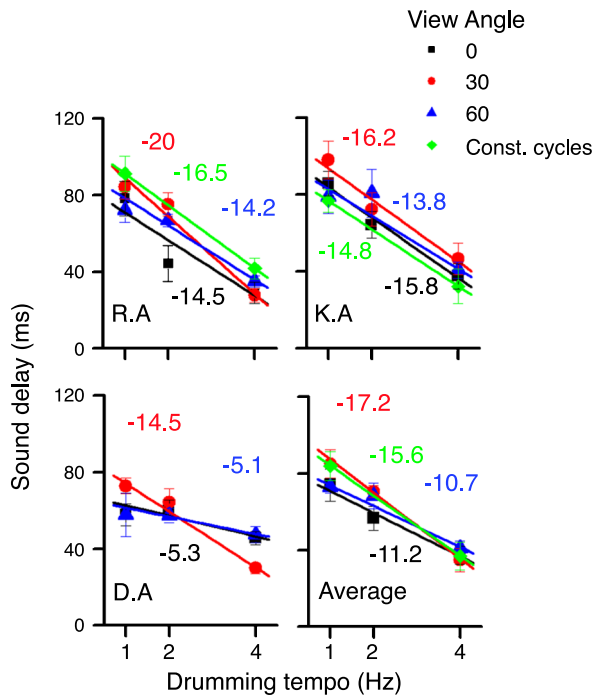 View Angle
0
30
60
Const. cycles
120
80
40
0
-20
-16.5
-14.2
-14.5
R.A
-16.2
-13.8
-14.8
-15.8
K.A
Sound delay (ms)
120
80
40
0
-14.5
-5.1
-5.3
D.A
-17.2
-15.6
-10.7
-11.2
Average
1 2 4
1 2 4
Drumming tempo (Hz)